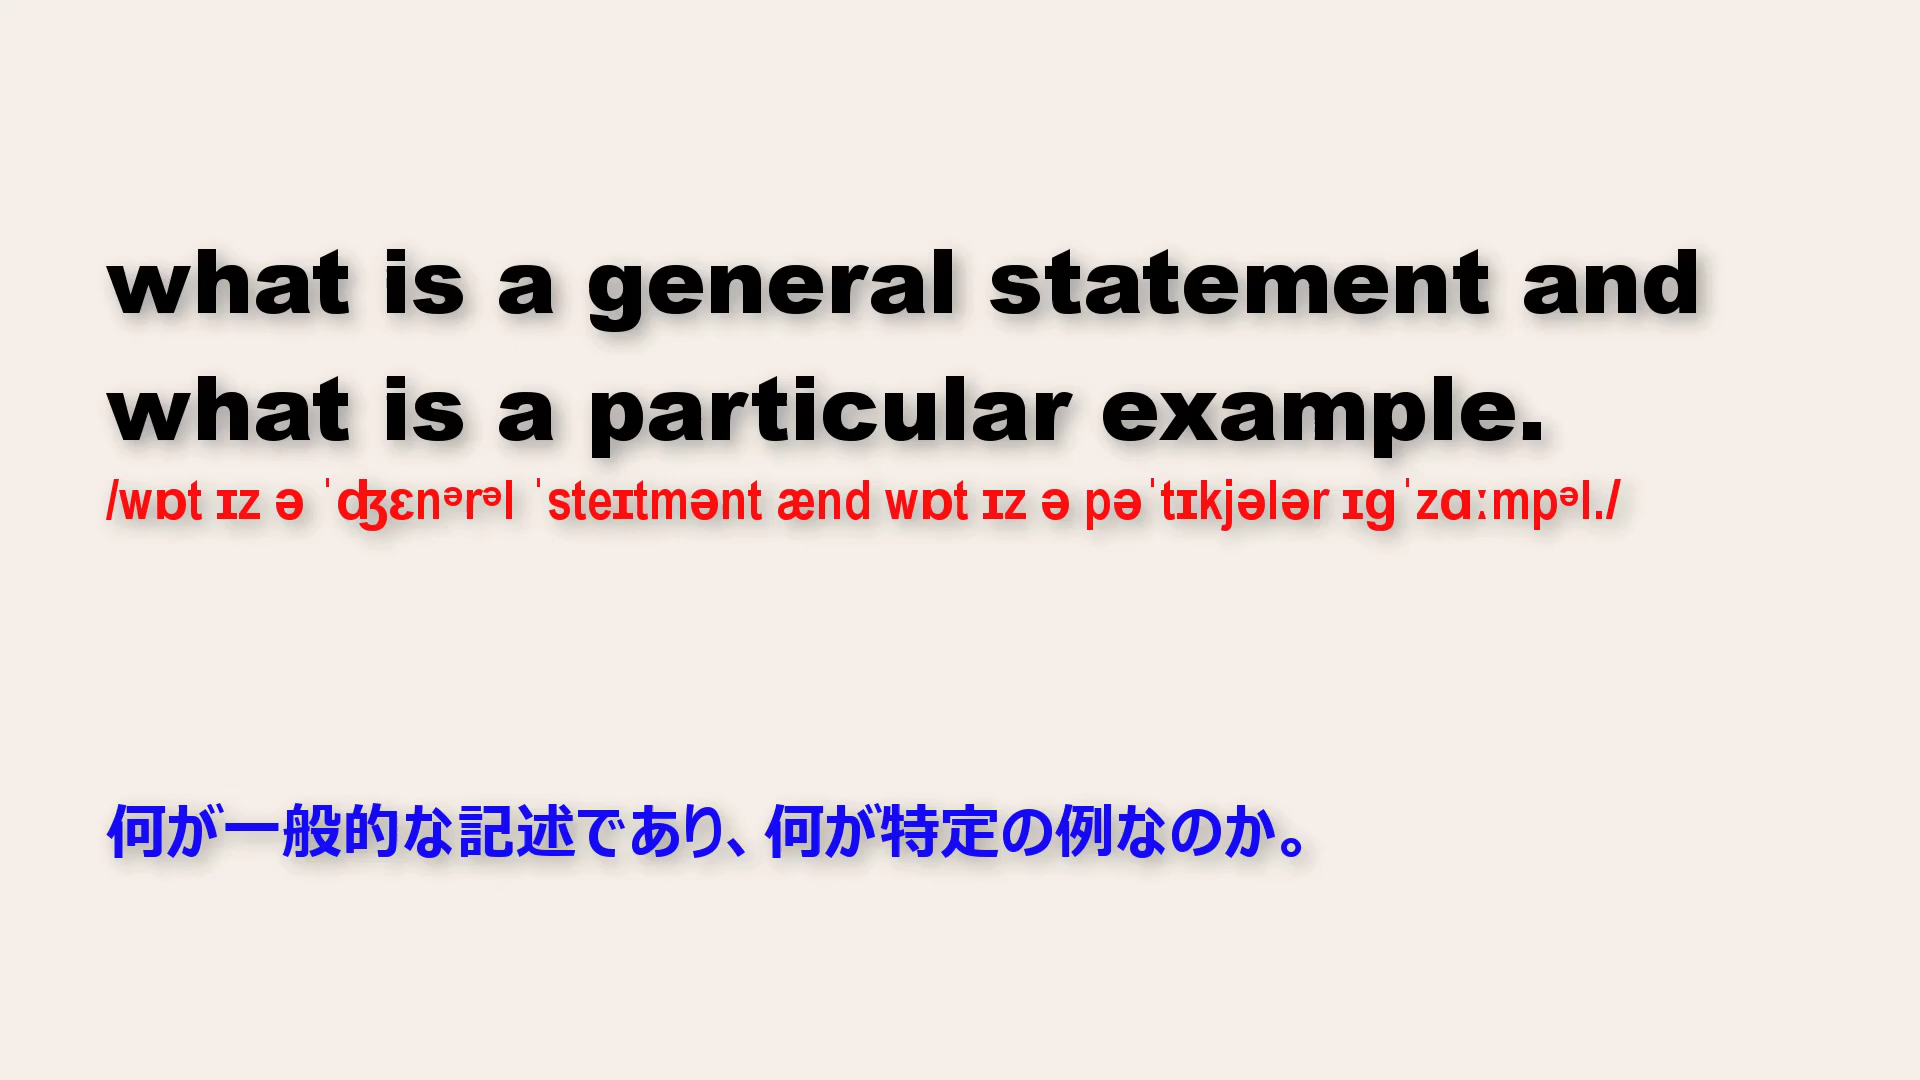 what is a general statement and
what is a particular example.
/wɒt ɪz ə ˈʤɛnᵊrᵊl ˈsteɪtmənt ænd wɒt ɪz ə pəˈtɪkjələr ɪgˈzɑːmpᵊl./
何が一般的な記述であり、何が特定の例なのか。